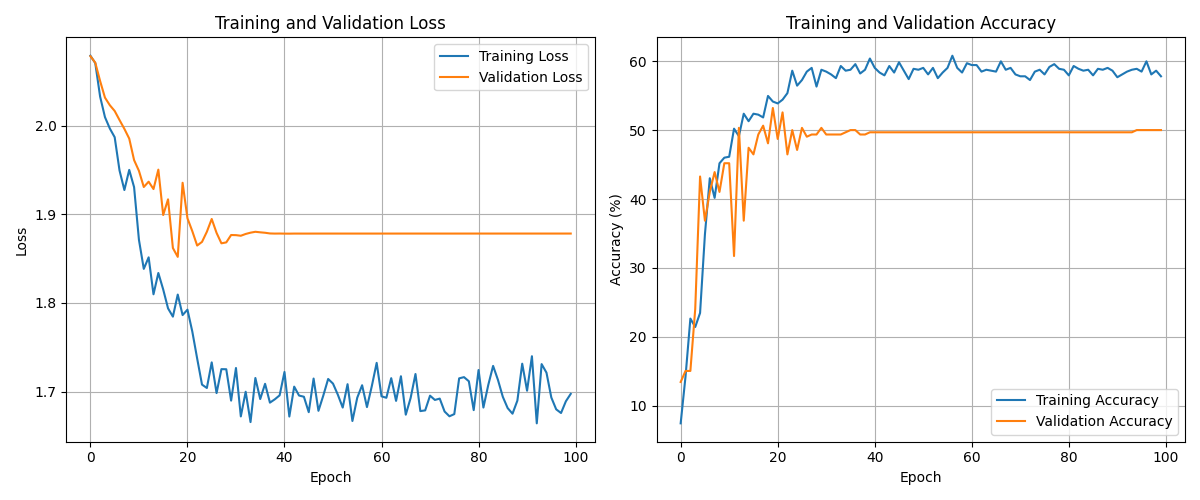 Training and Validation Loss
Training Loss
Validation Loss
2.0
1.9
1.8
1.7
Loss
0 20 40 60 80 100
Epoch
Training and Validation Accuracy
60
50
40
30
20
10
Accuracy (%)
Training Accuracy
Validation Accuracy
0 20 40 60 80 100
Epoch